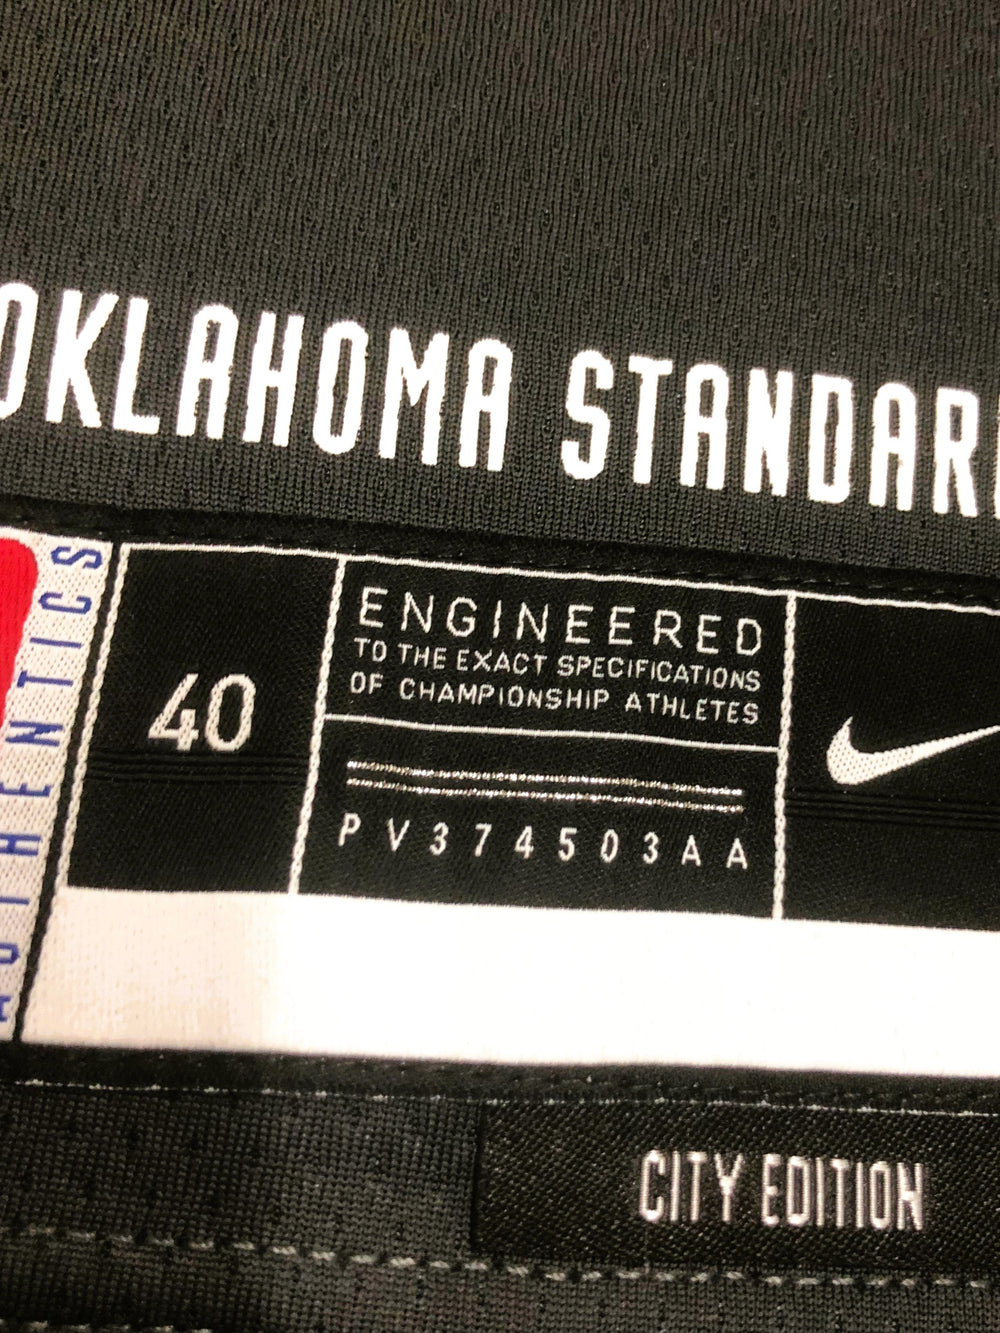 OKLAHOMA STANDAR
AUTHENTICS
40
ENGINEERED
TO THE EXACT SPECIFICATIONS
OF CHAMPIONSHIP ATHLETES
PV374503AA
CITY EDITION